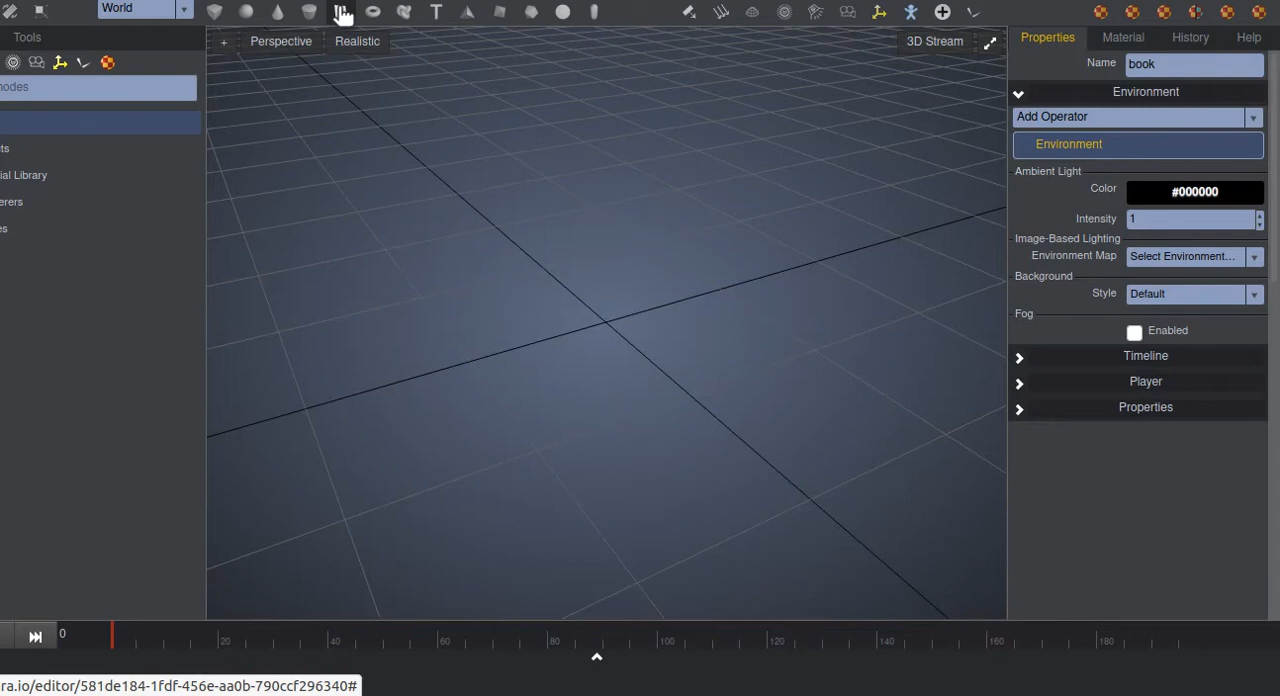 World
Tools
Perspective
Realistic
3D Stream
Properties
Material
History
Help
nodes
Name
book
Environment
Add Operator
Environment
Ambient Light
Color
#000000
Intensity
1
Image-Based Lighting
Environment Map
Select Environment...
Background
Style
Default
Fog
Enabled
Timeline
Player
Properties
cts
ial Library
erers
es
0
20
40
60
80
100
120
140
160
180
ra.io/editor/581de184-1fdf-456e-aa0b-790ccf296340#